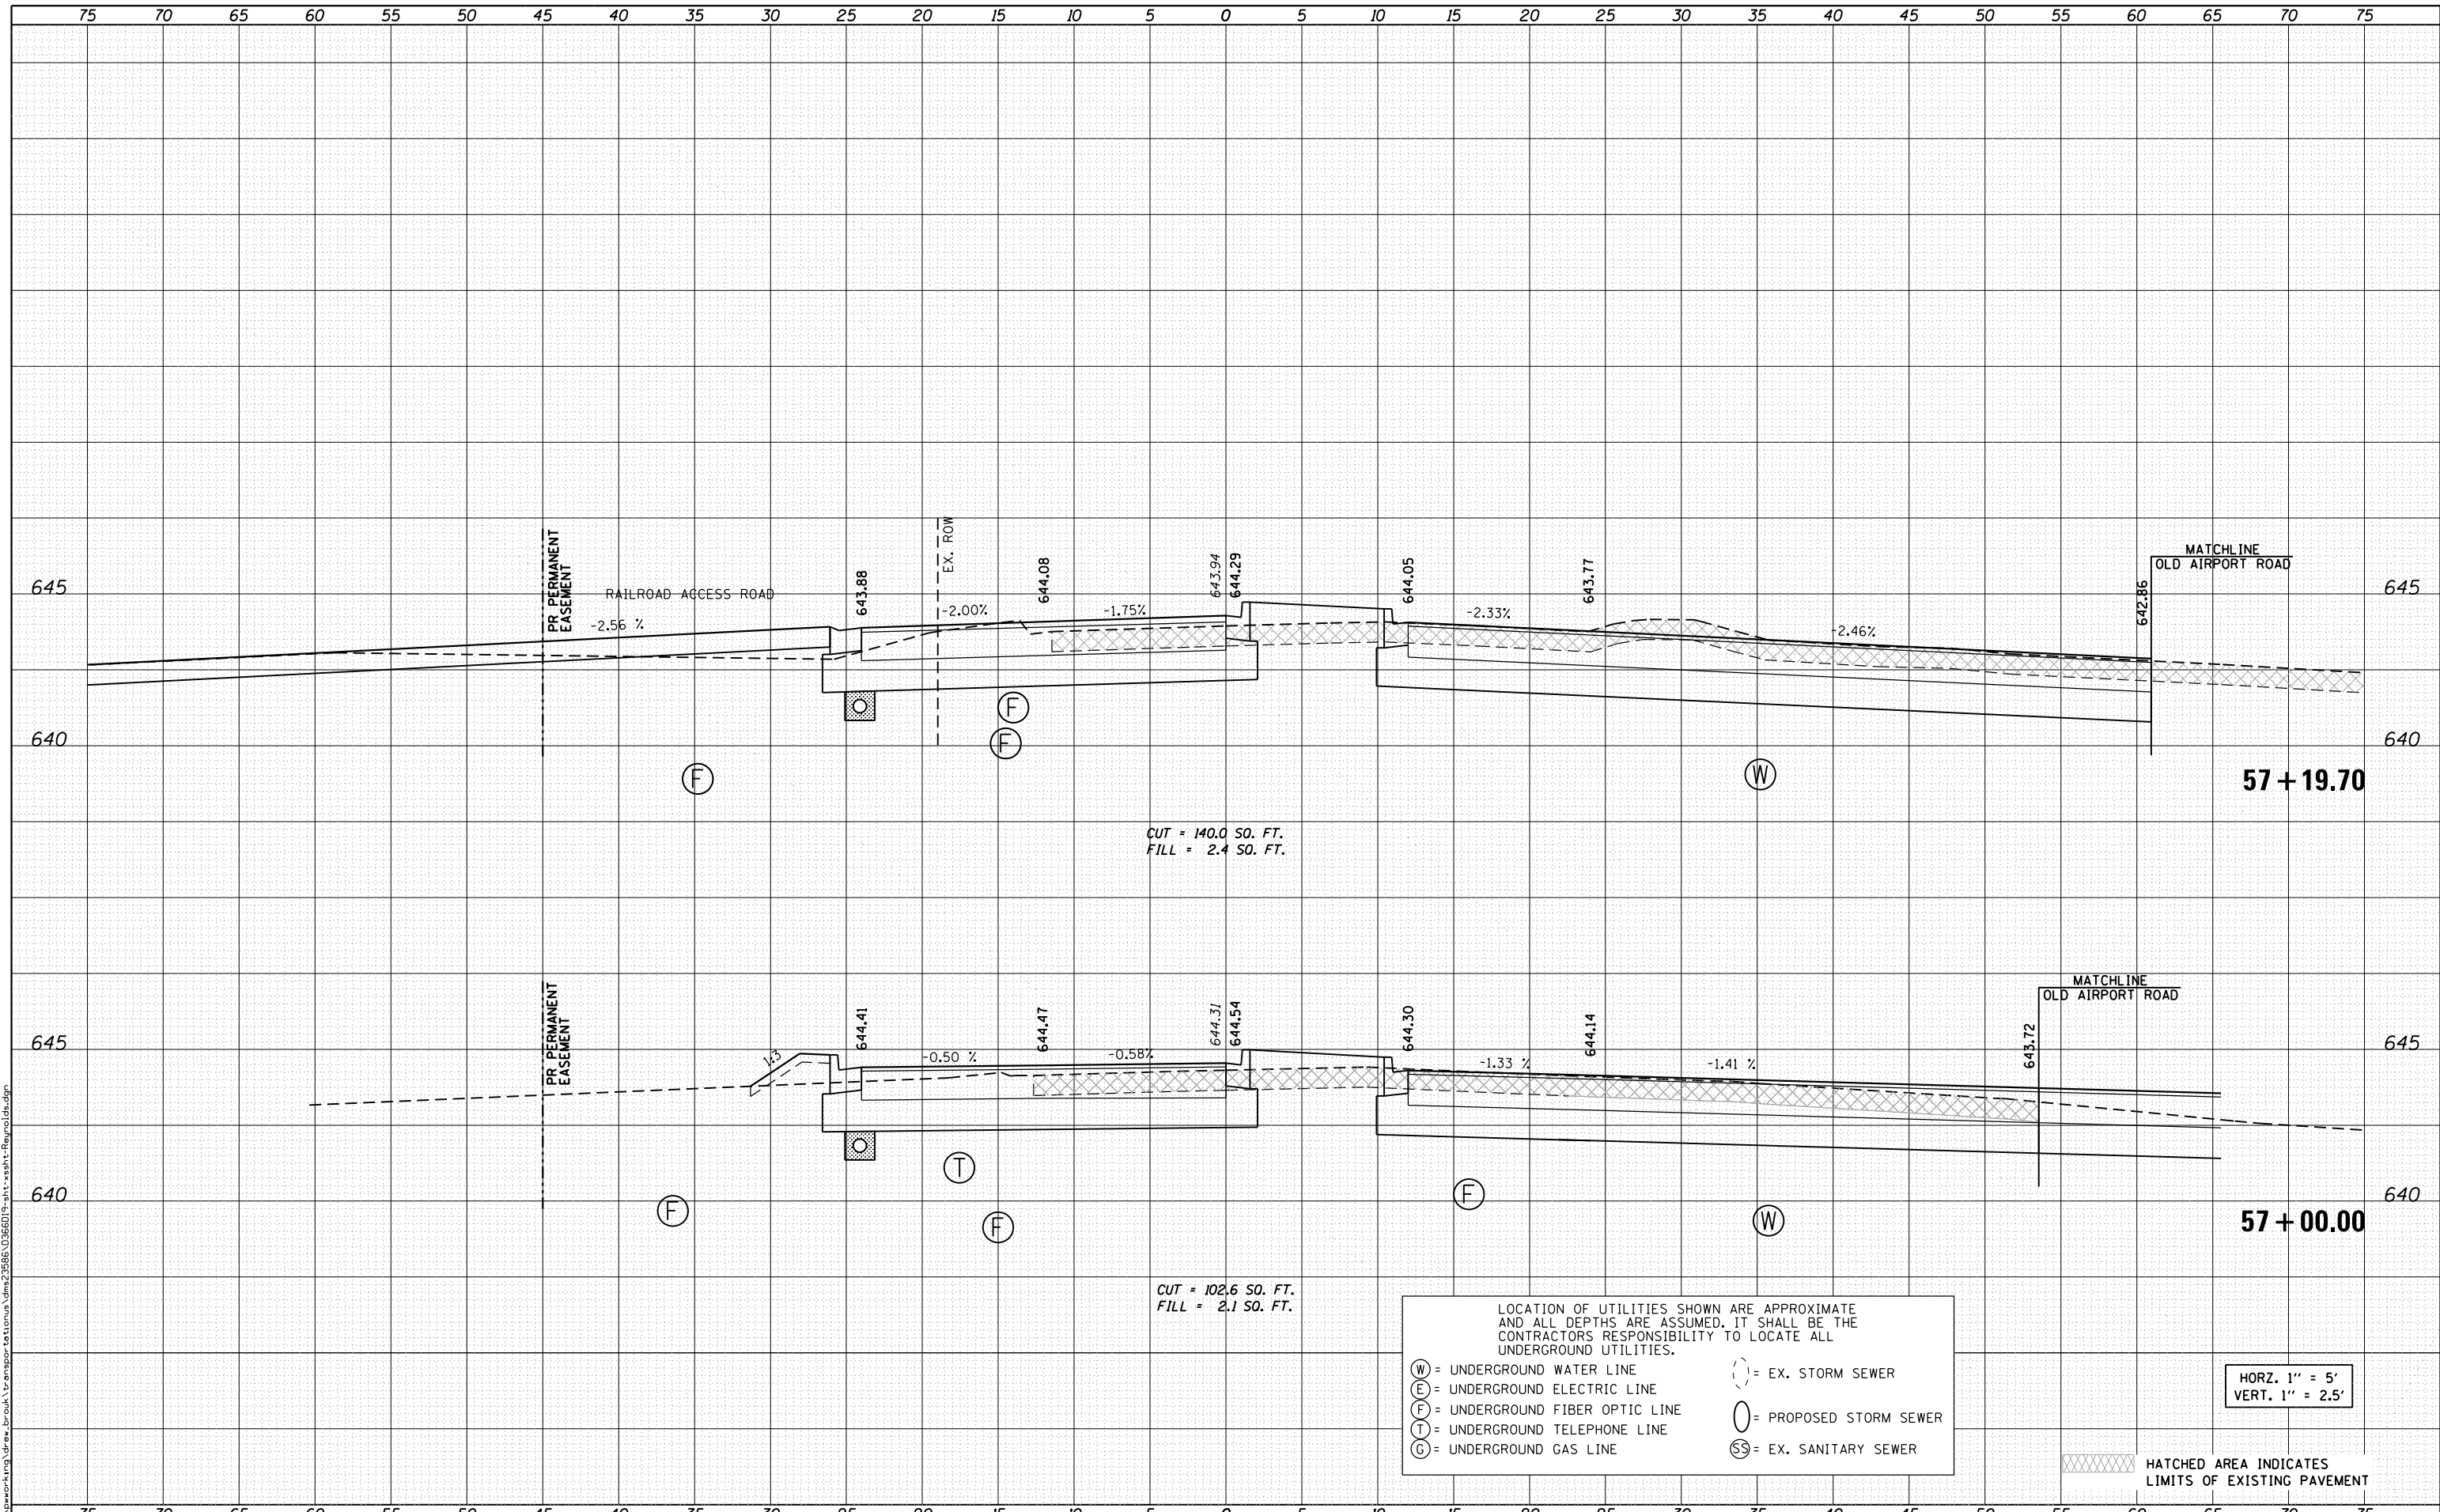 75 70 65 60 55 50 45 40 35 30 25 20 15 10 5 0 5 10 15 20 25 30 35 40 45 50 55 60 65 70 75
PR PERMANENT
EASEMENT
RAILROAD ACCESS ROAD
-2.56 %
643.88
EX. ROW
-2.00%
644.08
-1.75%
643.94
644.29
644.05
-2.33%
643.77
-2.46%
642.86
MATCHLINE
OLD AIRPORT ROAD
645
645
640
640
F
F
F
W
57+19.70
CUT = 140.0 SQ. FT.
FILL = 2.4 SQ. FT.
PR PERMANENT
EASEMENT
1:3
644.41
-0.50 %
644.47
-0.58%
644.31
644.54
644.30
-1.33 %
644.14
-1.41 %
643.72
MATCHLINE
OLD AIRPORT ROAD
645
645
640
640
F
T
F
F
W
57+00.00
CUT = 102.6 SQ. FT.
FILL = 2.1 SQ. FT.
LOCATION OF UTILITIES SHOWN ARE APPROXIMATE
AND ALL DEPTHS ARE ASSUMED. IT SHALL BE THE
CONTRACTORS RESPONSIBILITY TO LOCATE ALL
UNDERGROUND UTILITIES.
W = UNDERGROUND WATER LINE
E = UNDERGROUND ELECTRIC LINE
F = UNDERGROUND FIBER OPTIC LINE
T = UNDERGROUND TELEPHONE LINE
G = UNDERGROUND GAS LINE
= EX. STORM SEWER
= PROPOSED STORM SEWER
SS = EX. SANITARY SEWER
HORZ. 1'' = 5'
VERT. 1'' = 2.5'
HATCHED AREA INDICATES
LIMITS OF EXISTING PAVEMENT
pwworking\drew_brouk\transportationus\dms23586\D366019-sht-xssht-Reynolds.dgn